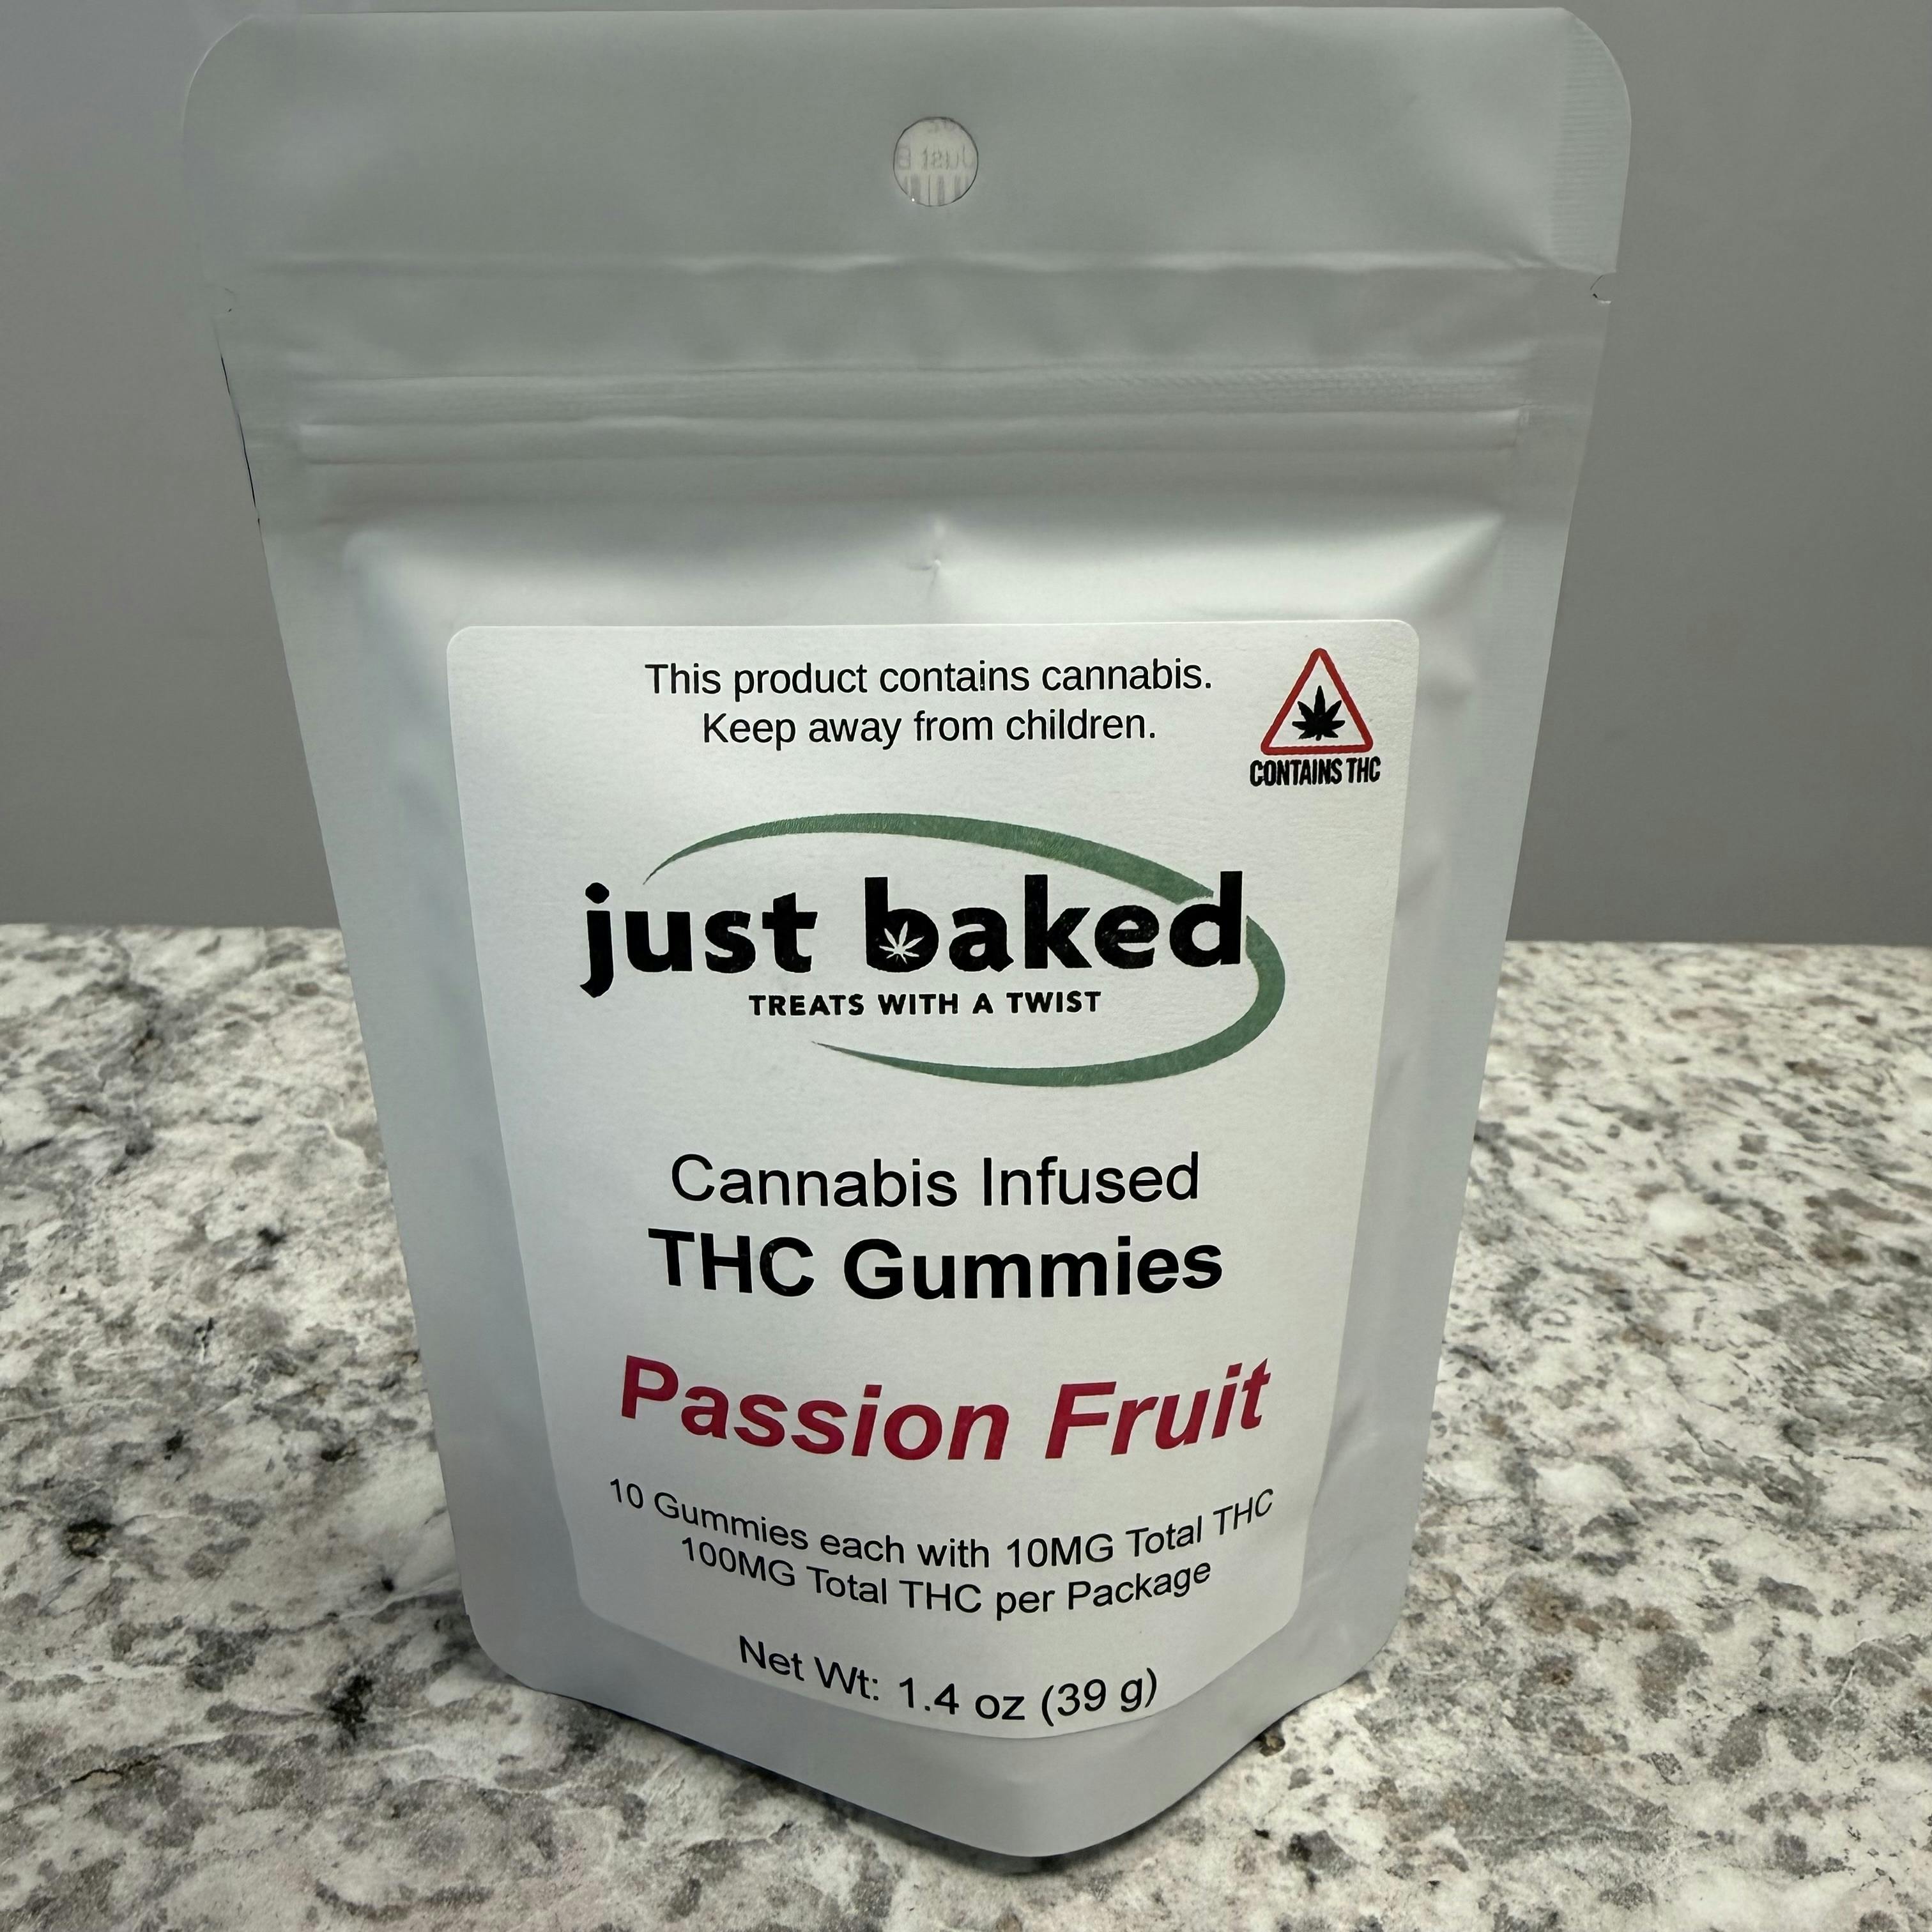 This product contains cannabis.
Keep away from children.
CONTAINS THC
just baked
TREATS WITH A TWIST
Cannabis Infused
THC Gummies
Passion Fruit
10 Gummies each with 10MG Total THC
100MG Total THC per Package
Net Wt: 1.4 oz (39 g)